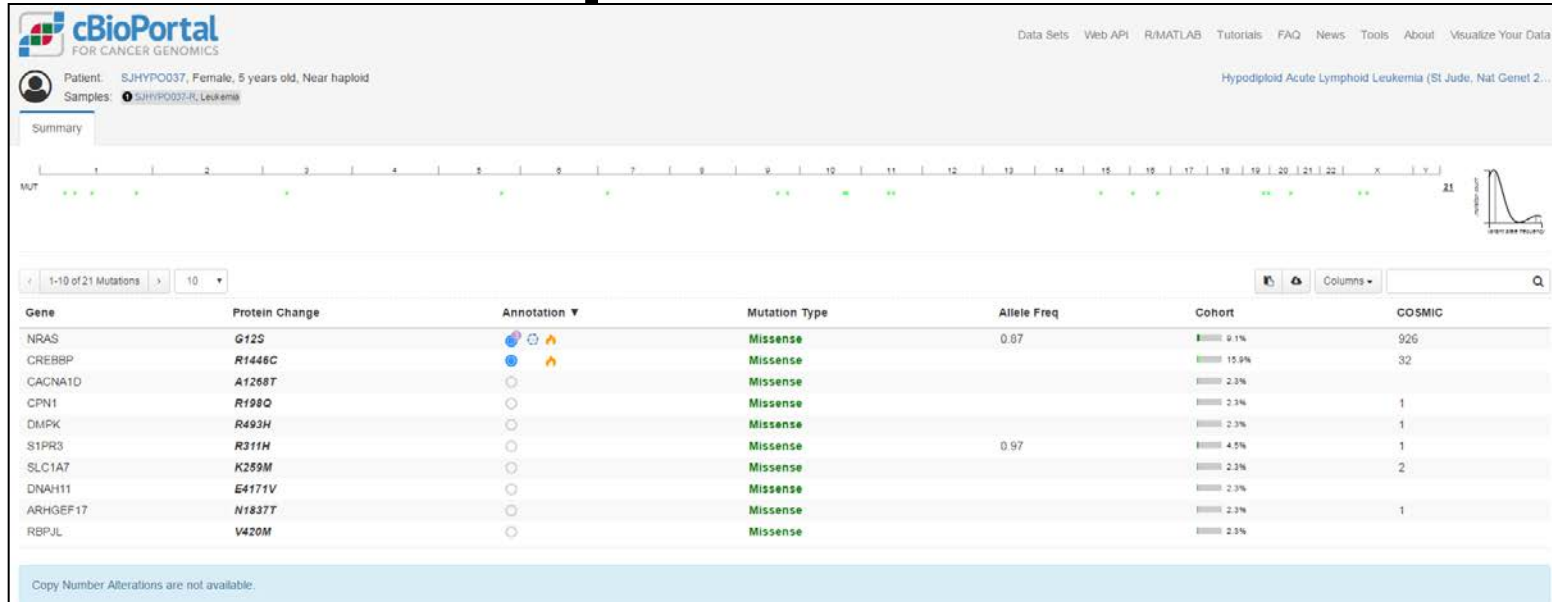 cBioPortal
FOR CANCER GENOMICS
Data Sets Web API R/MATLAB Tutorials FAQ News Tools About Visualize Your Data
Patient: SJHYPO037, Female, 5 years old, Near haploid
Hypodiploid Acute Lymphoid Leukemia (St Jude, Nat Genet 2...
Samples: 1 SJHYPO037-R, Leukemia
Summary
1 2 3 4 5 6 7 8 9 10 11 12 13 14 15 16 17 18 19 20 21 22 X Y
MUT
21
mutation count
variant allele frequency
1-10 of 21 Mutations 10
Columns
Gene Protein Change Annotation ▼ Mutation Type Allele Freq Cohort COSMIC
NRAS G12S Missense 0.87 9.1% 926
CREBBP R1446C Missense 15.9% 32
CACNA1D A1268T Missense 2.3%
CPN1 R198Q Missense 2.3% 1
DMPK R493H Missense 2.3% 1
S1PR3 R311H Missense 0.97 4.5% 1
SLC1A7 K259M Missense 2.3% 2
DNAH11 E4171V Missense 2.3%
ARHGEF17 N1837T Missense 2.3% 1
RBPJL V420M Missense 2.3%
Copy Number Alterations are not available.